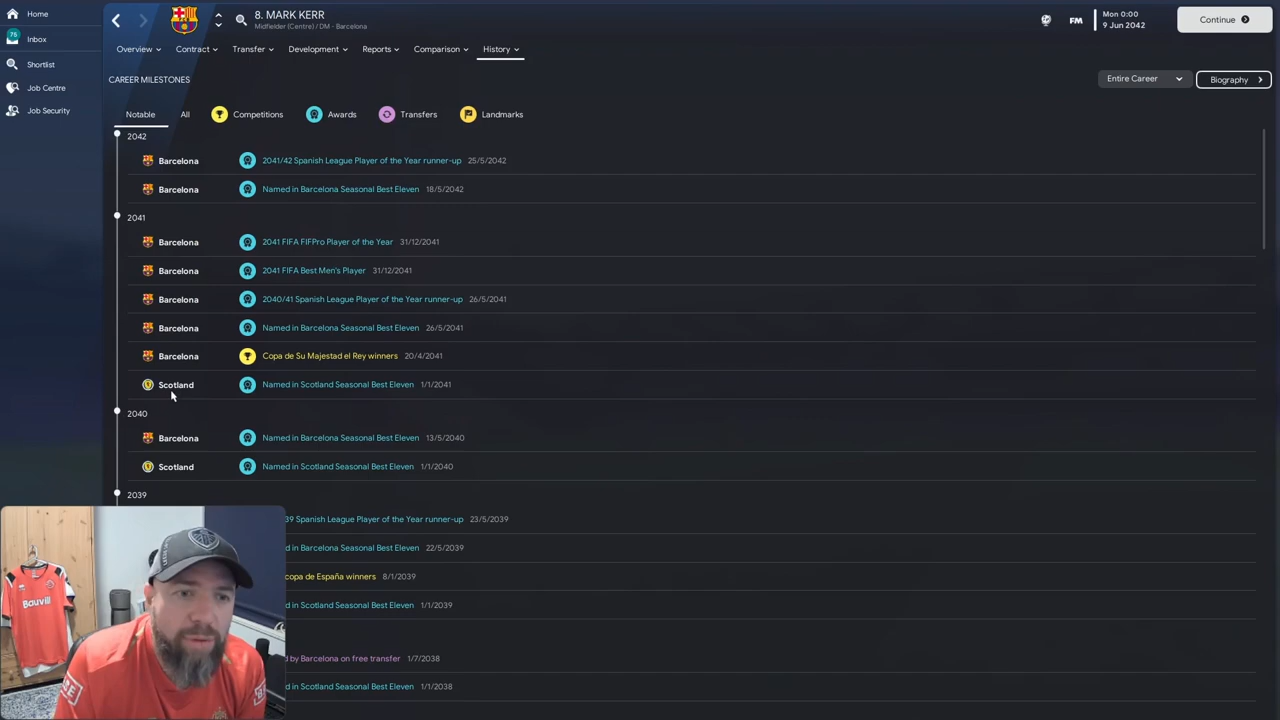 Home
75
Inbox
Shortlist
Job Centre
Job Security
8. MARK KERR
Midfielder (Centre) / DM - Barcelona
FM
Mon 0:00
9 Jun 2042
Continue
Overview
Contract
Transfer
Development
Reports
Comparison
History
CAREER MILESTONES
Entire Career
Biography
Notable
All
Competitions
Awards
Transfers
Landmarks
2042
Barcelona 2041/42 Spanish League Player of the Year runner-up 25/5/2042
Barcelona Named in Barcelona Seasonal Best Eleven 18/5/2042
2041
Barcelona 2041 FIFA FIFPro Player of the Year 31/12/2041
Barcelona 2041 FIFA Best Men's Player 31/12/2041
Barcelona 2040/41 Spanish League Player of the Year runner-up 26/5/2041
Barcelona Named in Barcelona Seasonal Best Eleven 26/5/2041
Barcelona Copa de Su Majestad el Rey winners 20/4/2041
Scotland Named in Scotland Seasonal Best Eleven 1/1/2041
2040
Barcelona Named in Barcelona Seasonal Best Eleven 13/5/2040
Scotland Named in Scotland Seasonal Best Eleven 1/1/2040
2039
39 Spanish League Player of the Year runner-up 23/5/2039
ed in Barcelona Seasonal Best Eleven 22/5/2039
copa de España winners 8/1/2039
ed in Scotland Seasonal Best Eleven 1/1/2039
d by Barcelona on free transfer 1/7/2038
ed in Scotland Seasonal Best Eleven 1/1/2038
Bauvill